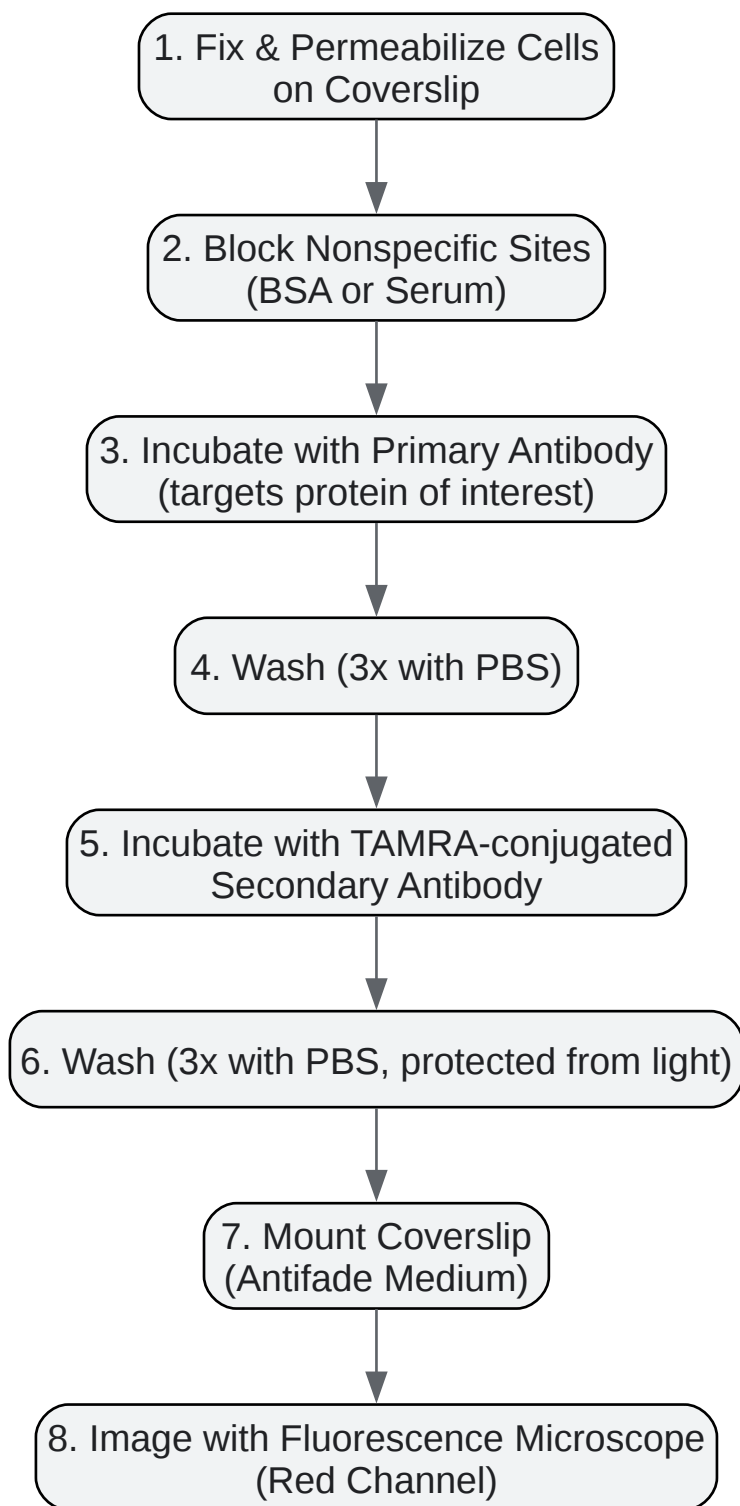 1. Fix & Permeabilize Cells
on Coverslip
2. Block Nonspecific Sites
(BSA or Serum)
3. Incubate with Primary Antibody
(targets protein of interest)
4. Wash (3x with PBS)
5. Incubate with TAMRA-conjugated
Secondary Antibody
6. Wash (3x with PBS, protected from light)
7. Mount Coverslip
(Antifade Medium)
8. Image with Fluorescence Microscope
(Red Channel)